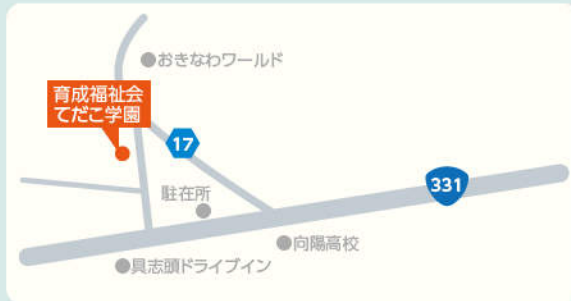 おきなわワールド
育成福祉会
てだこ学園
17
331
駐在所
向陽高校
具志頭ドライブイン